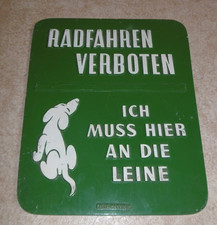 RADFAHREN
VERBOTEN
ICH
MUSS HIER
AN DIE
LEINE